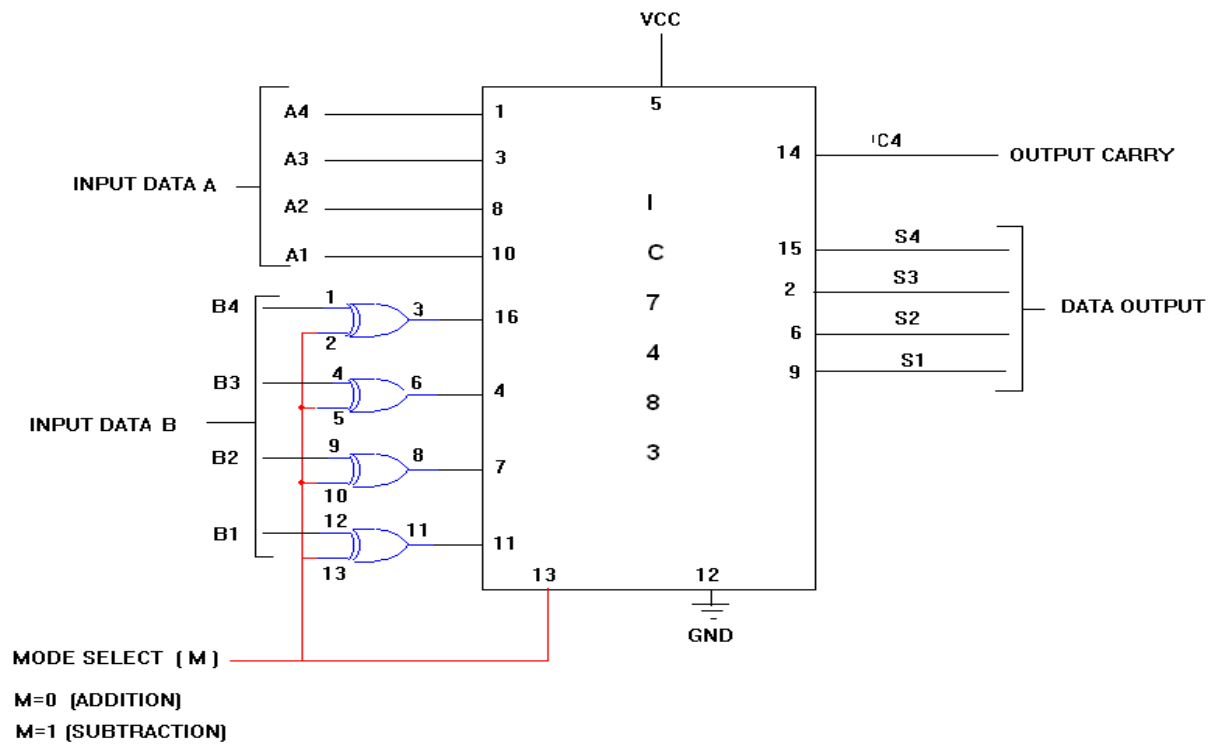 VCC
5
A4
1
A3
3
INPUT DATA A
A2
8
A1
10
14
C4
OUTPUT CARRY
I
C
7
4
8
3
15
S4
2
S3
DATA OUTPUT
6
S2
9
S1
B4
1
2
3
16
B3
4
5
6
4
INPUT DATA B
B2
9
10
8
7
B1
12
13
11
11
13
12
GND
MODE SELECT ( M )
M=0 (ADDITION)
M=1 (SUBTRACTION)